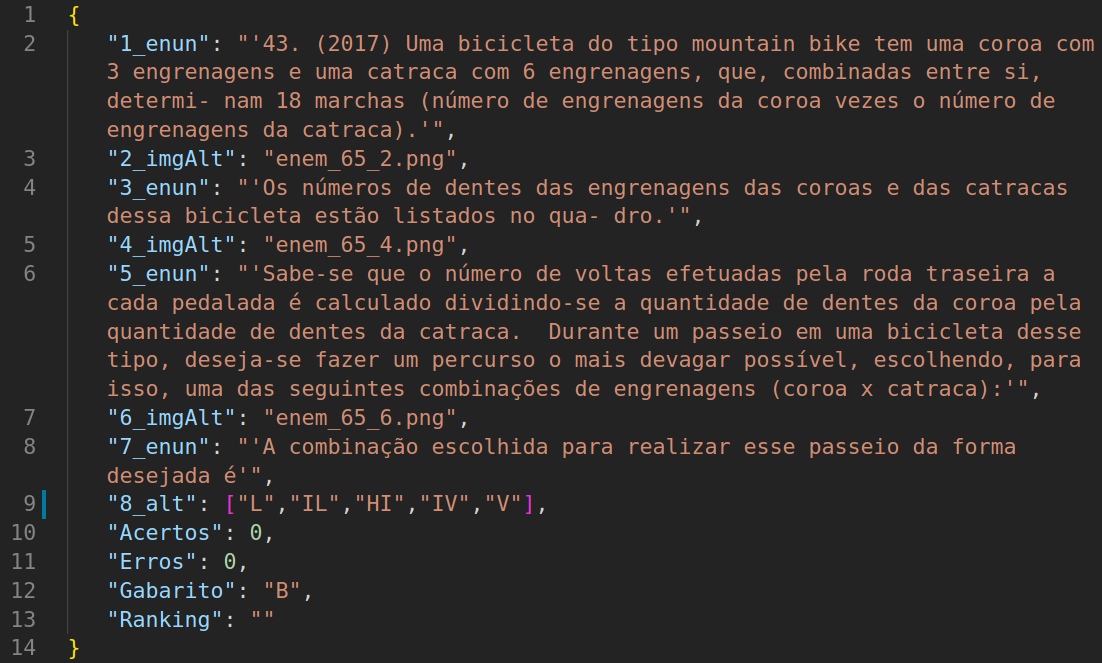 1 {
2 "1_enun": "'43. (2017) Uma bicicleta do tipo mountain bike tem uma coroa com
3 engrenagens e uma catraca com 6 engrenagens, que, combinadas entre si,
determi- nam 18 marchas (número de engrenagens da coroa vezes o número de
engrenagens da catraca).'",
3 "2_imgAlt": "enem_65_2.png",
4 "3_enun": "'Os números de dentes das engrenagens das coroas e das catracas
dessa bicicleta estão listados no qua- dro.'",
5 "4_imgAlt": "enem_65_4.png",
6 "5_enun": "'Sabe-se que o número de voltas efetuadas pela roda traseira a
cada pedalada é calculado dividindo-se a quantidade de dentes da coroa pela
quantidade de dentes da catraca.  Durante um passeio em uma bicicleta desse
tipo, deseja-se fazer um percurso o mais devagar possível, escolhendo, para
isso, uma das seguintes combinações de engrenagens (coroa x catraca):'",
7 "6_imgAlt": "enem_65_6.png",
8 "7_enun": "'A combinação escolhida para realizar esse passeio da forma
desejada é'",
9 "8_alt": ["L","IL","HI","IV","V"],
10 "Acertos": 0,
11 "Erros": 0,
12 "Gabarito": "B",
13 "Ranking": ""
14 }